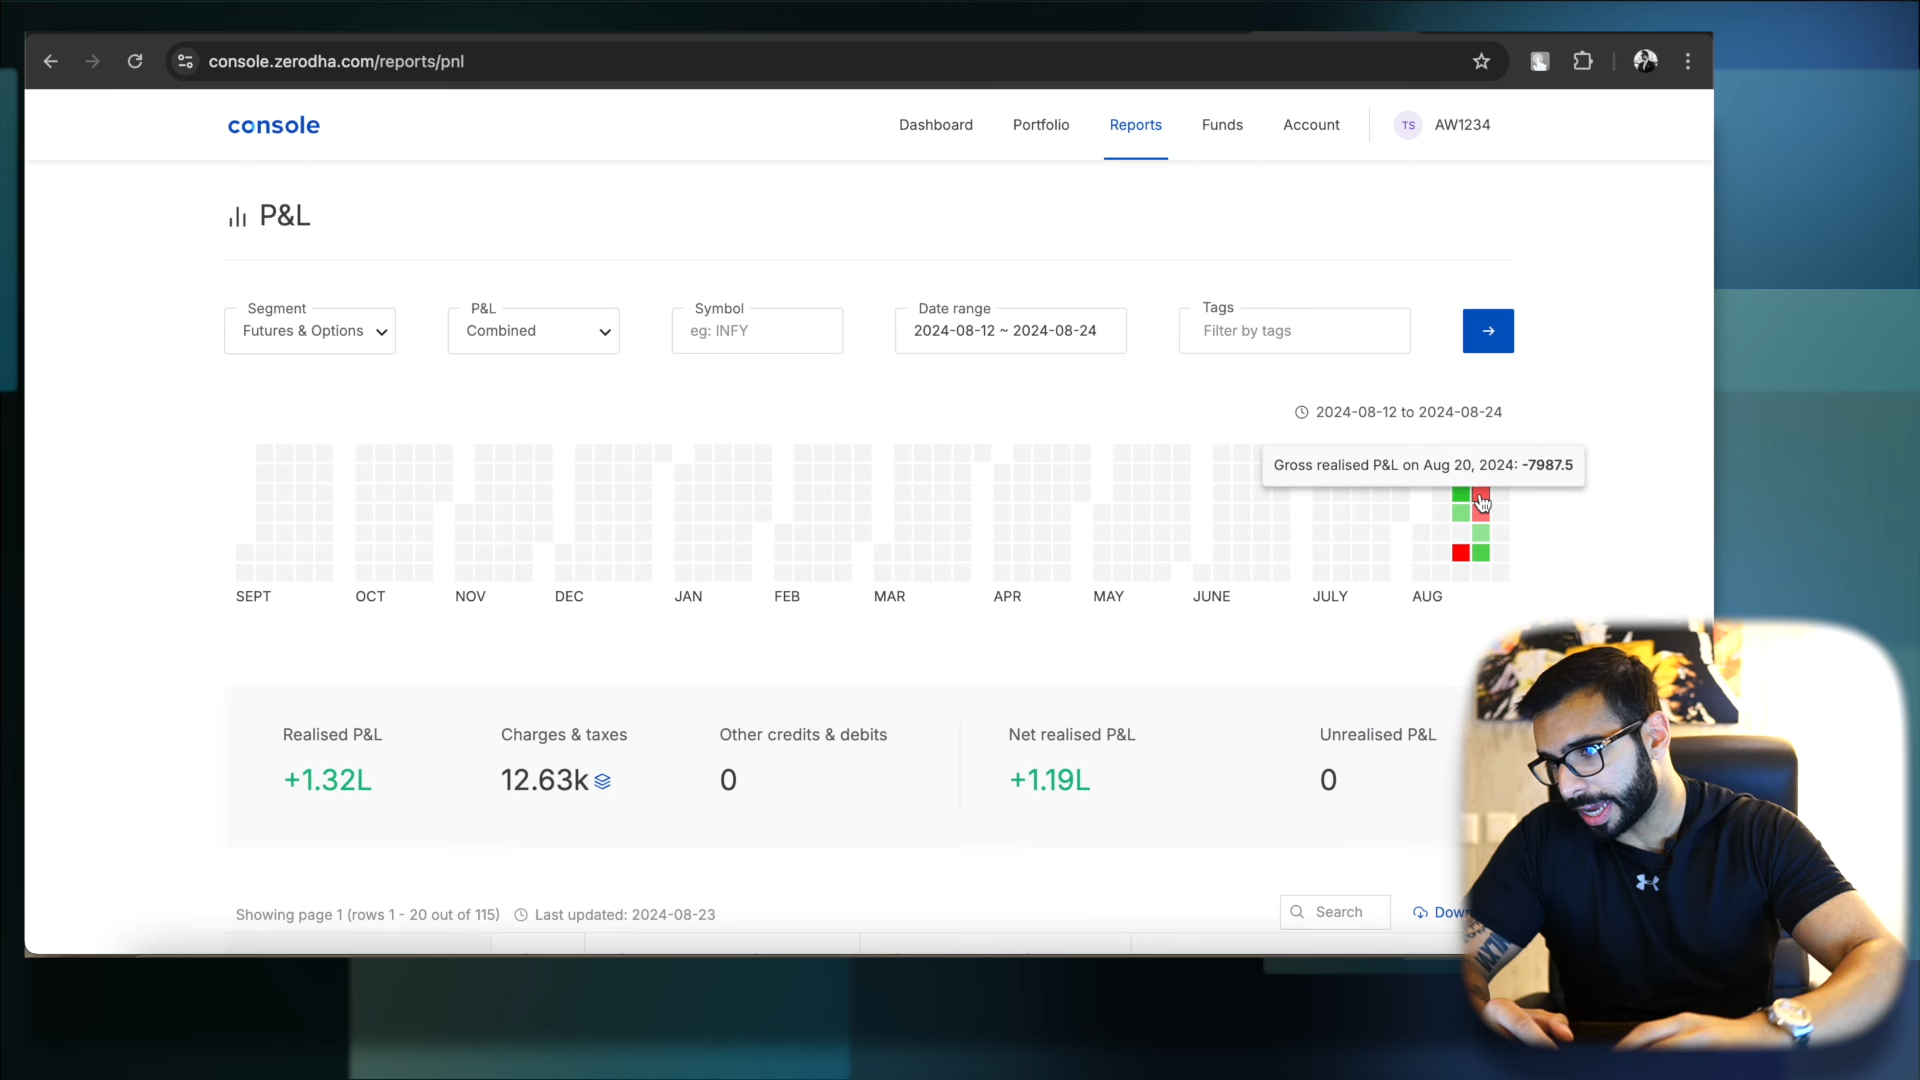 console.zerodha.com/reports/pnl
console
Dashboard
Portfolio
Reports
Funds
Account
TS
AW1234
P&L
Segment
Futures & Options
P&L
Combined
Symbol
eg: INFY
Date range
2024-08-12 ~ 2024-08-24
Tags
Filter by tags
2024-08-12 to 2024-08-24
Gross realised P&L on Aug 20, 2024: -7987.5
SEPT
OCT
NOV
DEC
JAN
FEB
MAR
APR
MAY
JUNE
JULY
AUG
Realised P&L
+1.32L
Charges & taxes
12.63k
Other credits & debits
0
Net realised P&L
+1.19L
Unrealised P&L
0
Showing page 1 (rows 1 - 20 out of 115)
Last updated: 2024-08-23
Search